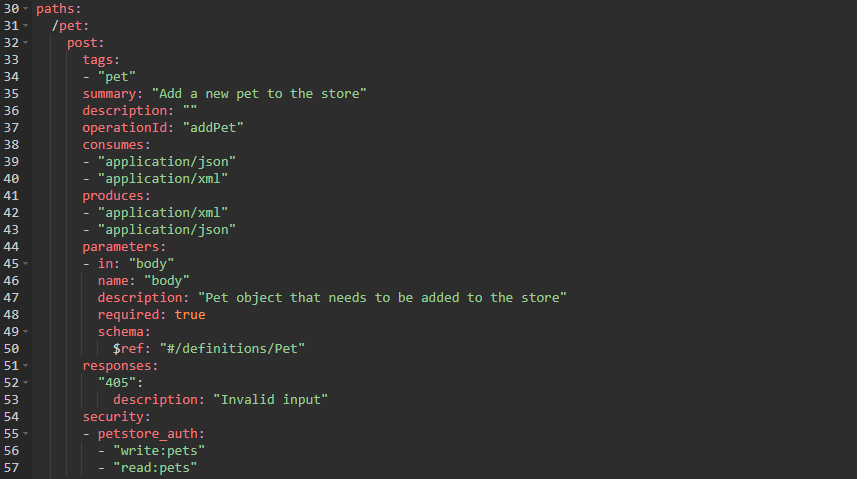 30 paths:
31   /pet:
32     post:
33       tags:
34       - "pet"
35       summary: "Add a new pet to the store"
36       description: ""
37       operationId: "addPet"
38       consumes:
39       - "application/json"
40       - "application/xml"
41       produces:
42       - "application/xml"
43       - "application/json"
44       parameters:
45       - in: "body"
46         name: "body"
47         description: "Pet object that needs to be added to the store"
48         required: true
49         schema:
50           $ref: "#/definitions/Pet"
51       responses:
52         "405":
53           description: "Invalid input"
54       security:
55       - petstore_auth:
56         - "write:pets"
57         - "read:pets"